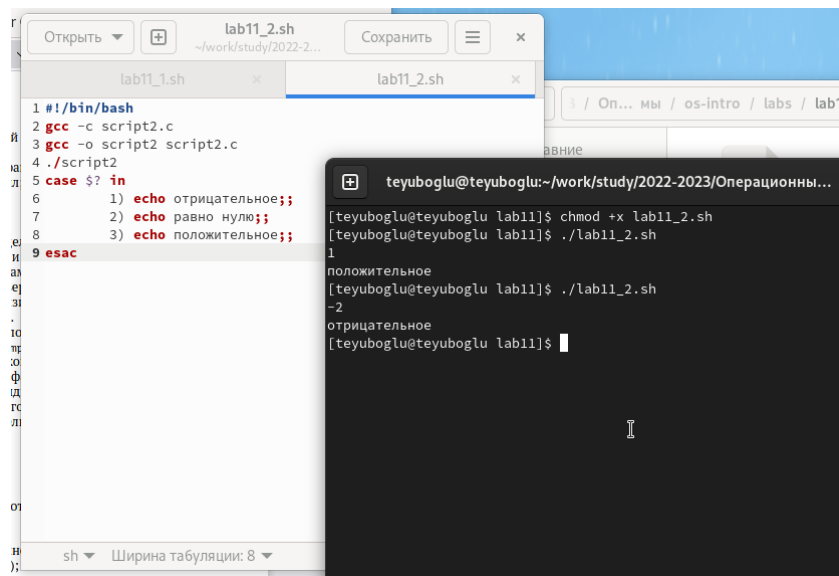 Открыть
lab11_2.sh
~/work/study/2022-2...
Сохранить
lab11_1.sh
lab11_2.sh
1 #!/bin/bash
2 gcc -c script2.c
3 gcc -o script2 script2.c
4 ./script2
5 case $? in
6 1) echo отрицательное;;
7 2) echo равно нулю;;
8 3) echo положительное;;
9 esac
sh
Ширина табуляции: 8
/ Оп... мы / os-intro / labs / lab1
teyuboglu@teyuboglu:~/work/study/2022-2023/Операционны...
[teyuboglu@teyuboglu lab11]$ chmod +x lab11_2.sh
[teyuboglu@teyuboglu lab11]$ ./lab11_2.sh
1
положительное
[teyuboglu@teyuboglu lab11]$ ./lab11_2.sh
-2
отрицательное
[teyuboglu@teyuboglu lab11]$